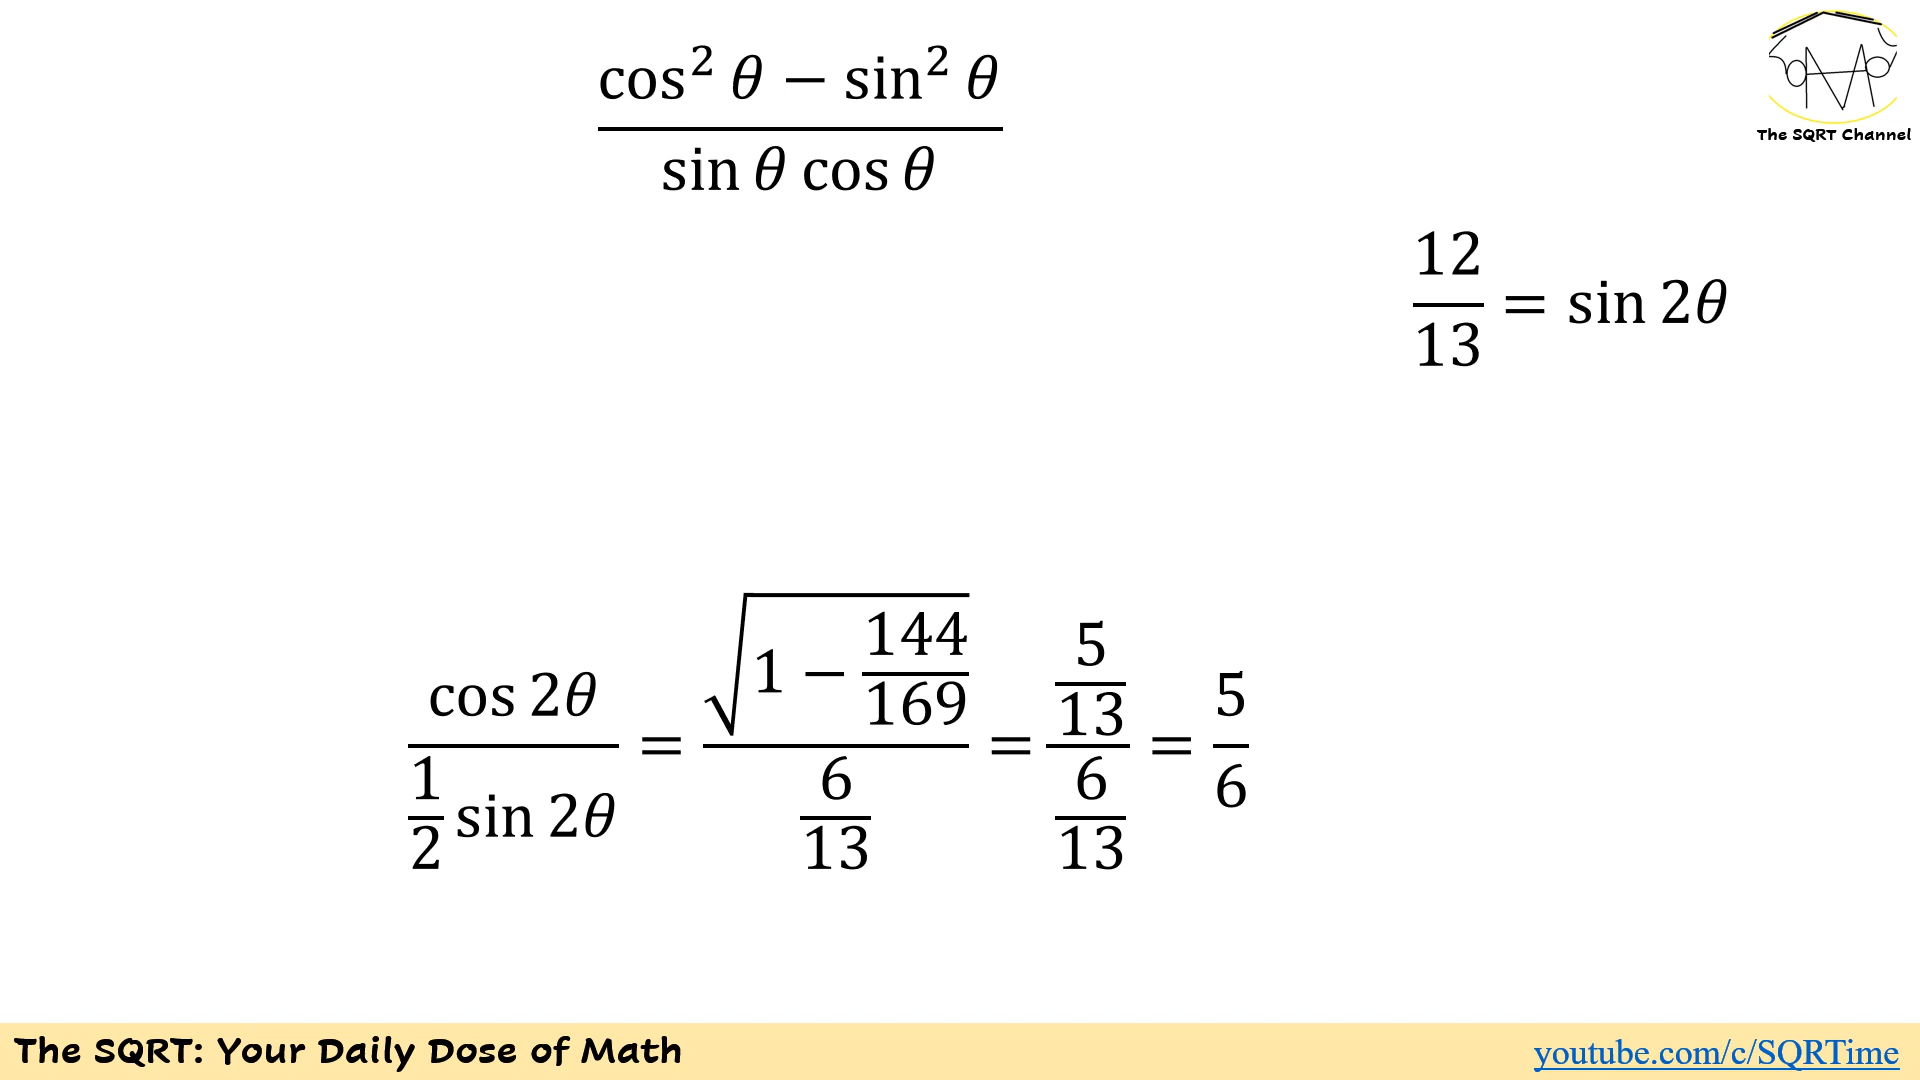 cos² θ − sin² θ
sin θ cos θ
The SQRT Channel
12/13 = sin 2θ
cos 2θ / (1/2 sin 2θ) = √(1 − 144/169) / (6/13) = (5/13) / (6/13) = 5/6
The SQRT: Your Daily Dose of Math
youtube.com/c/SQRTime